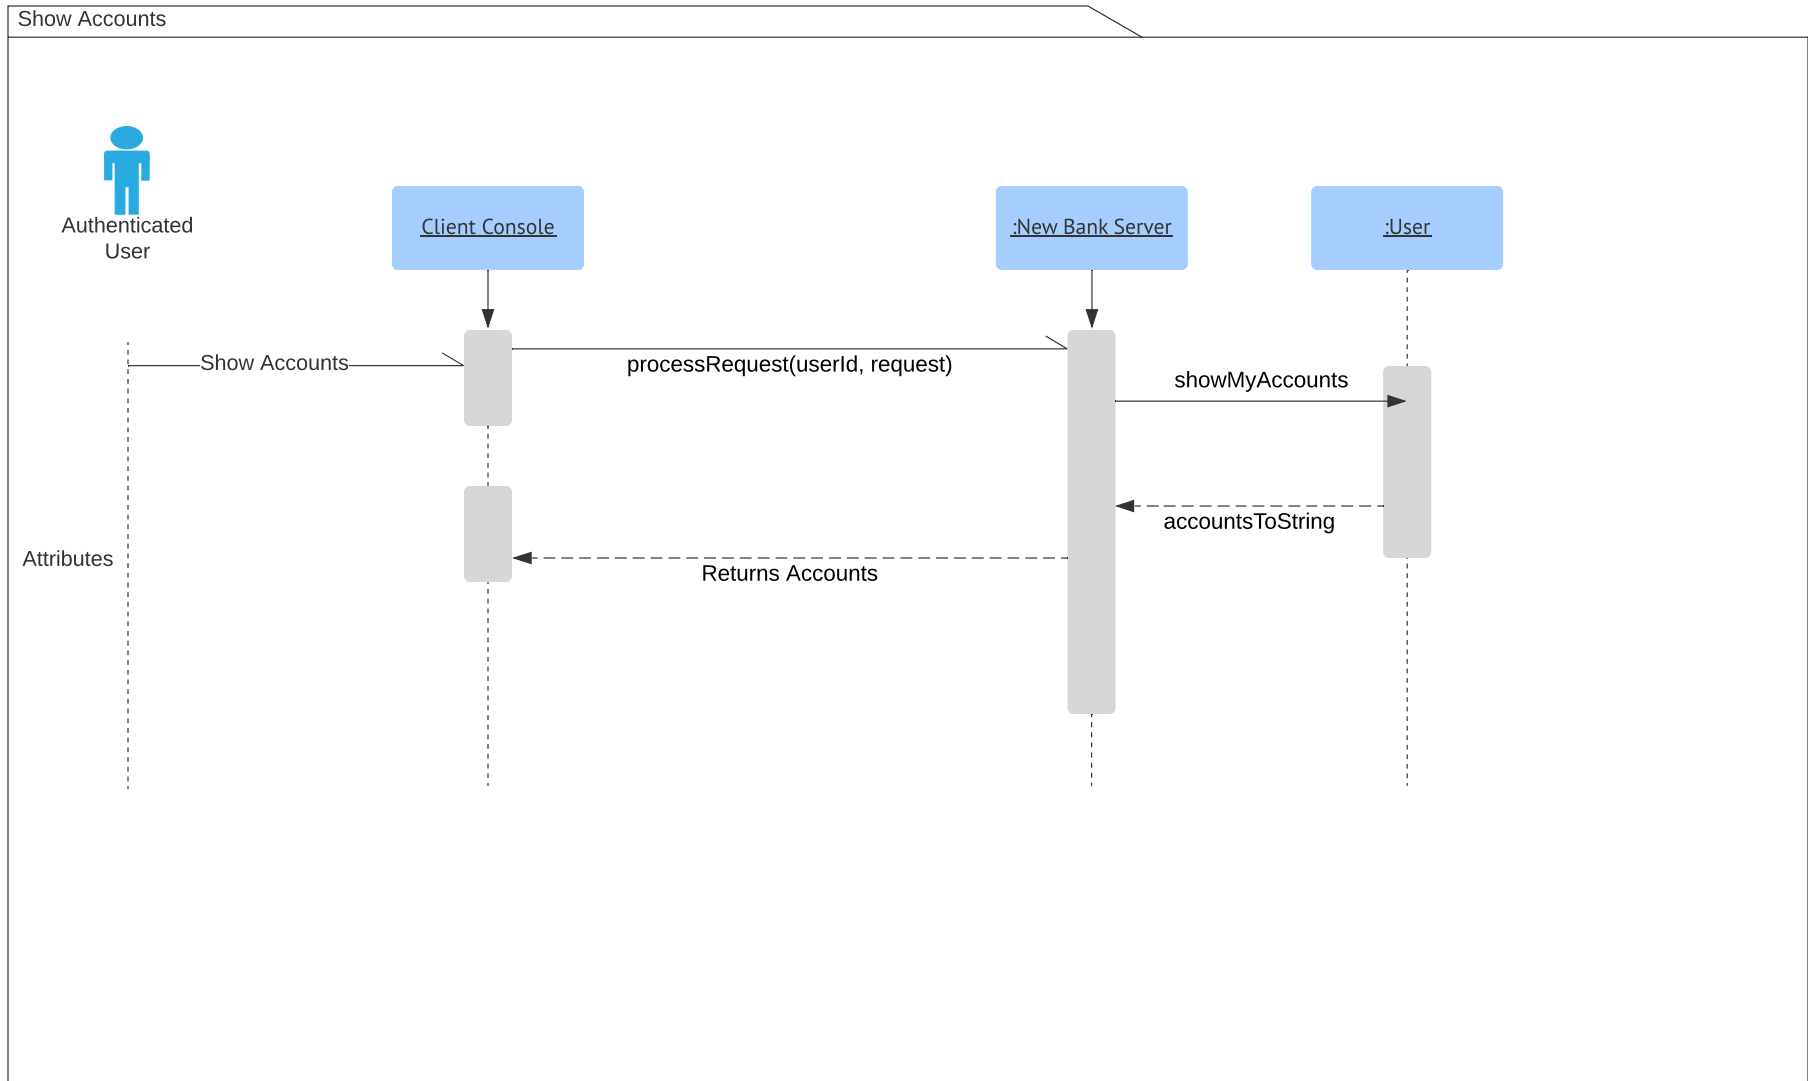 Show Accounts
Authenticated
User
Client Console
:New Bank Server
:User
Show Accounts
processRequest(userId, request)
showMyAccounts
accountsToString
Attributes
Returns Accounts